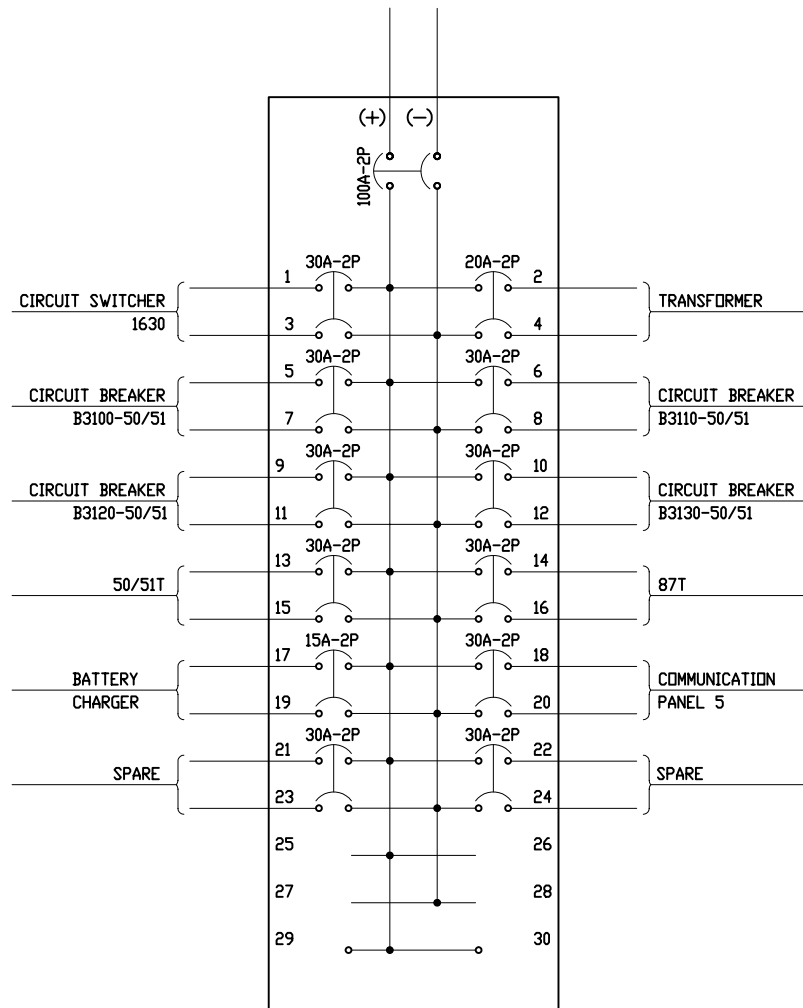 (+) (-)
100A-2P
30A-2P 20A-2P
1 2
CIRCUIT SWITCHER TRANSFORMER
1630 3 4
30A-2P 30A-2P
5 6
CIRCUIT BREAKER CIRCUIT BREAKER
B3100-50/51 7 8 B3110-50/51
30A-2P 30A-2P
9 10
CIRCUIT BREAKER CIRCUIT BREAKER
B3120-50/51 11 12 B3130-50/51
30A-2P 30A-2P
13 14
50/51T 87T
15 16
15A-2P 30A-2P
17 18
BATTERY COMMUNICATION
CHARGER 19 20 PANEL 5
30A-2P 30A-2P
21 22
SPARE SPARE
23 24
25 26
27 28
29 30